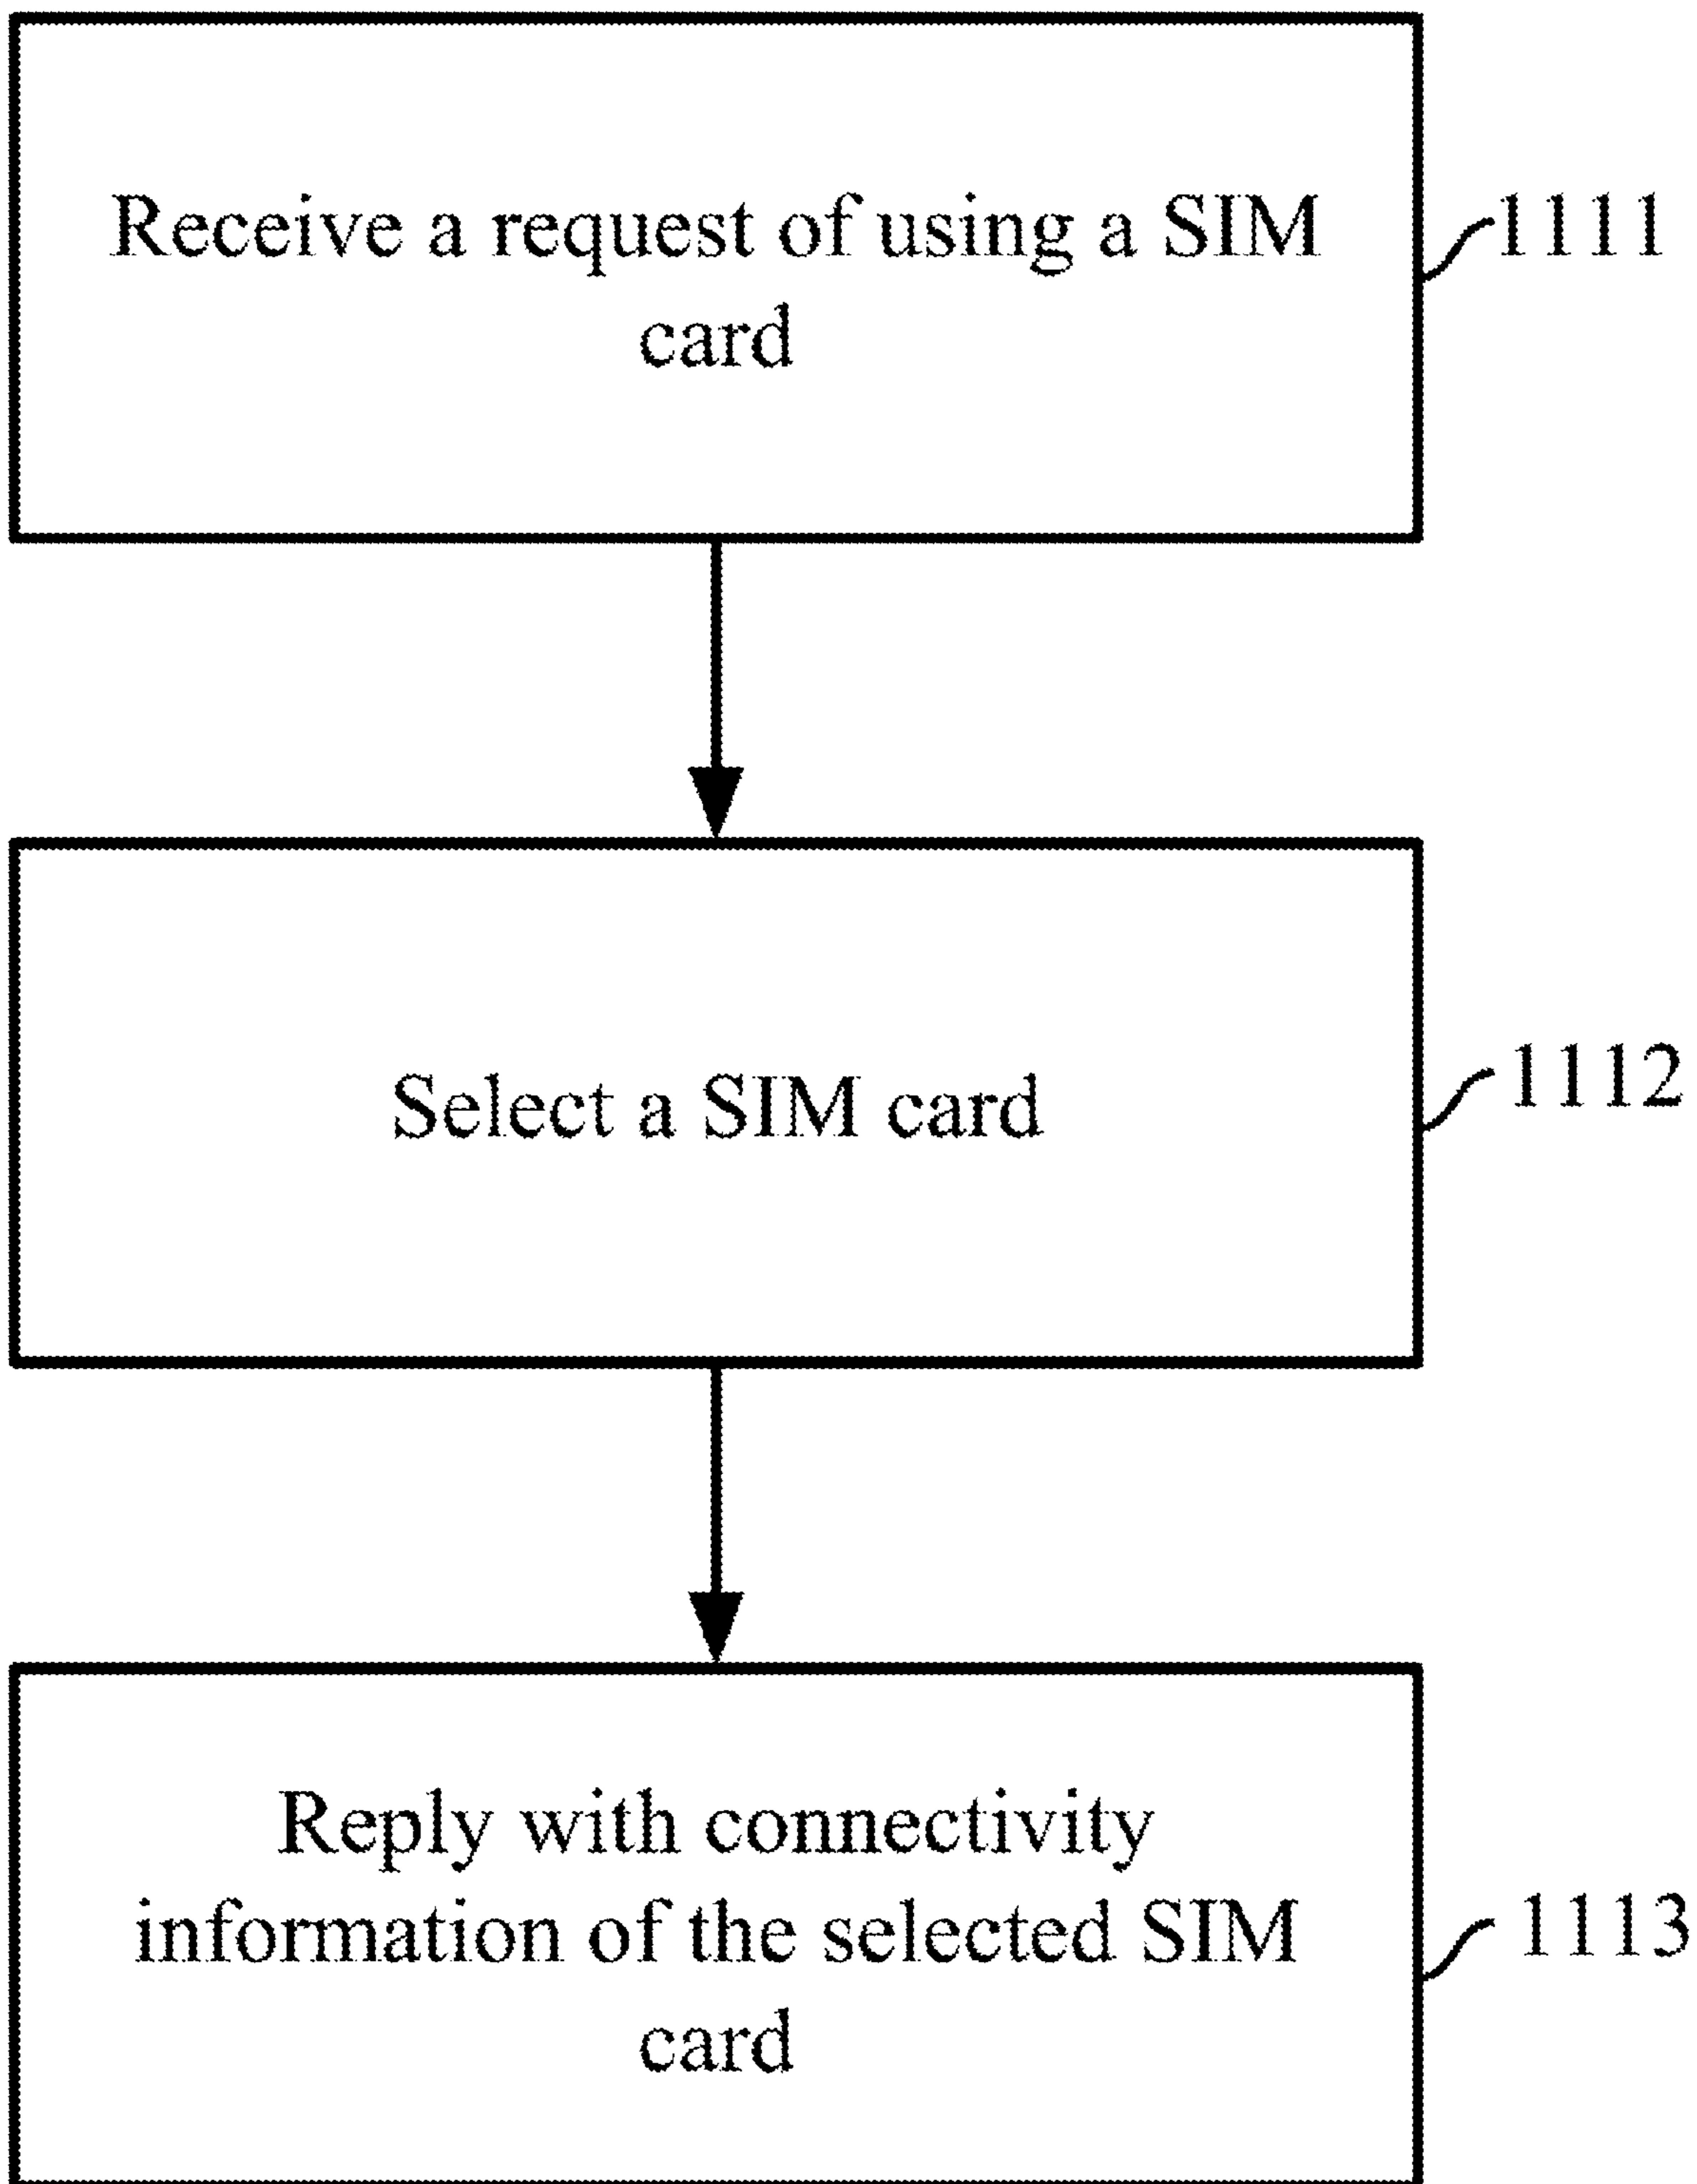 Receive a request of using a SIM
card
1111
Select a SIM card
1112
Reply with connectivity
information of the selected SIM
card
1113